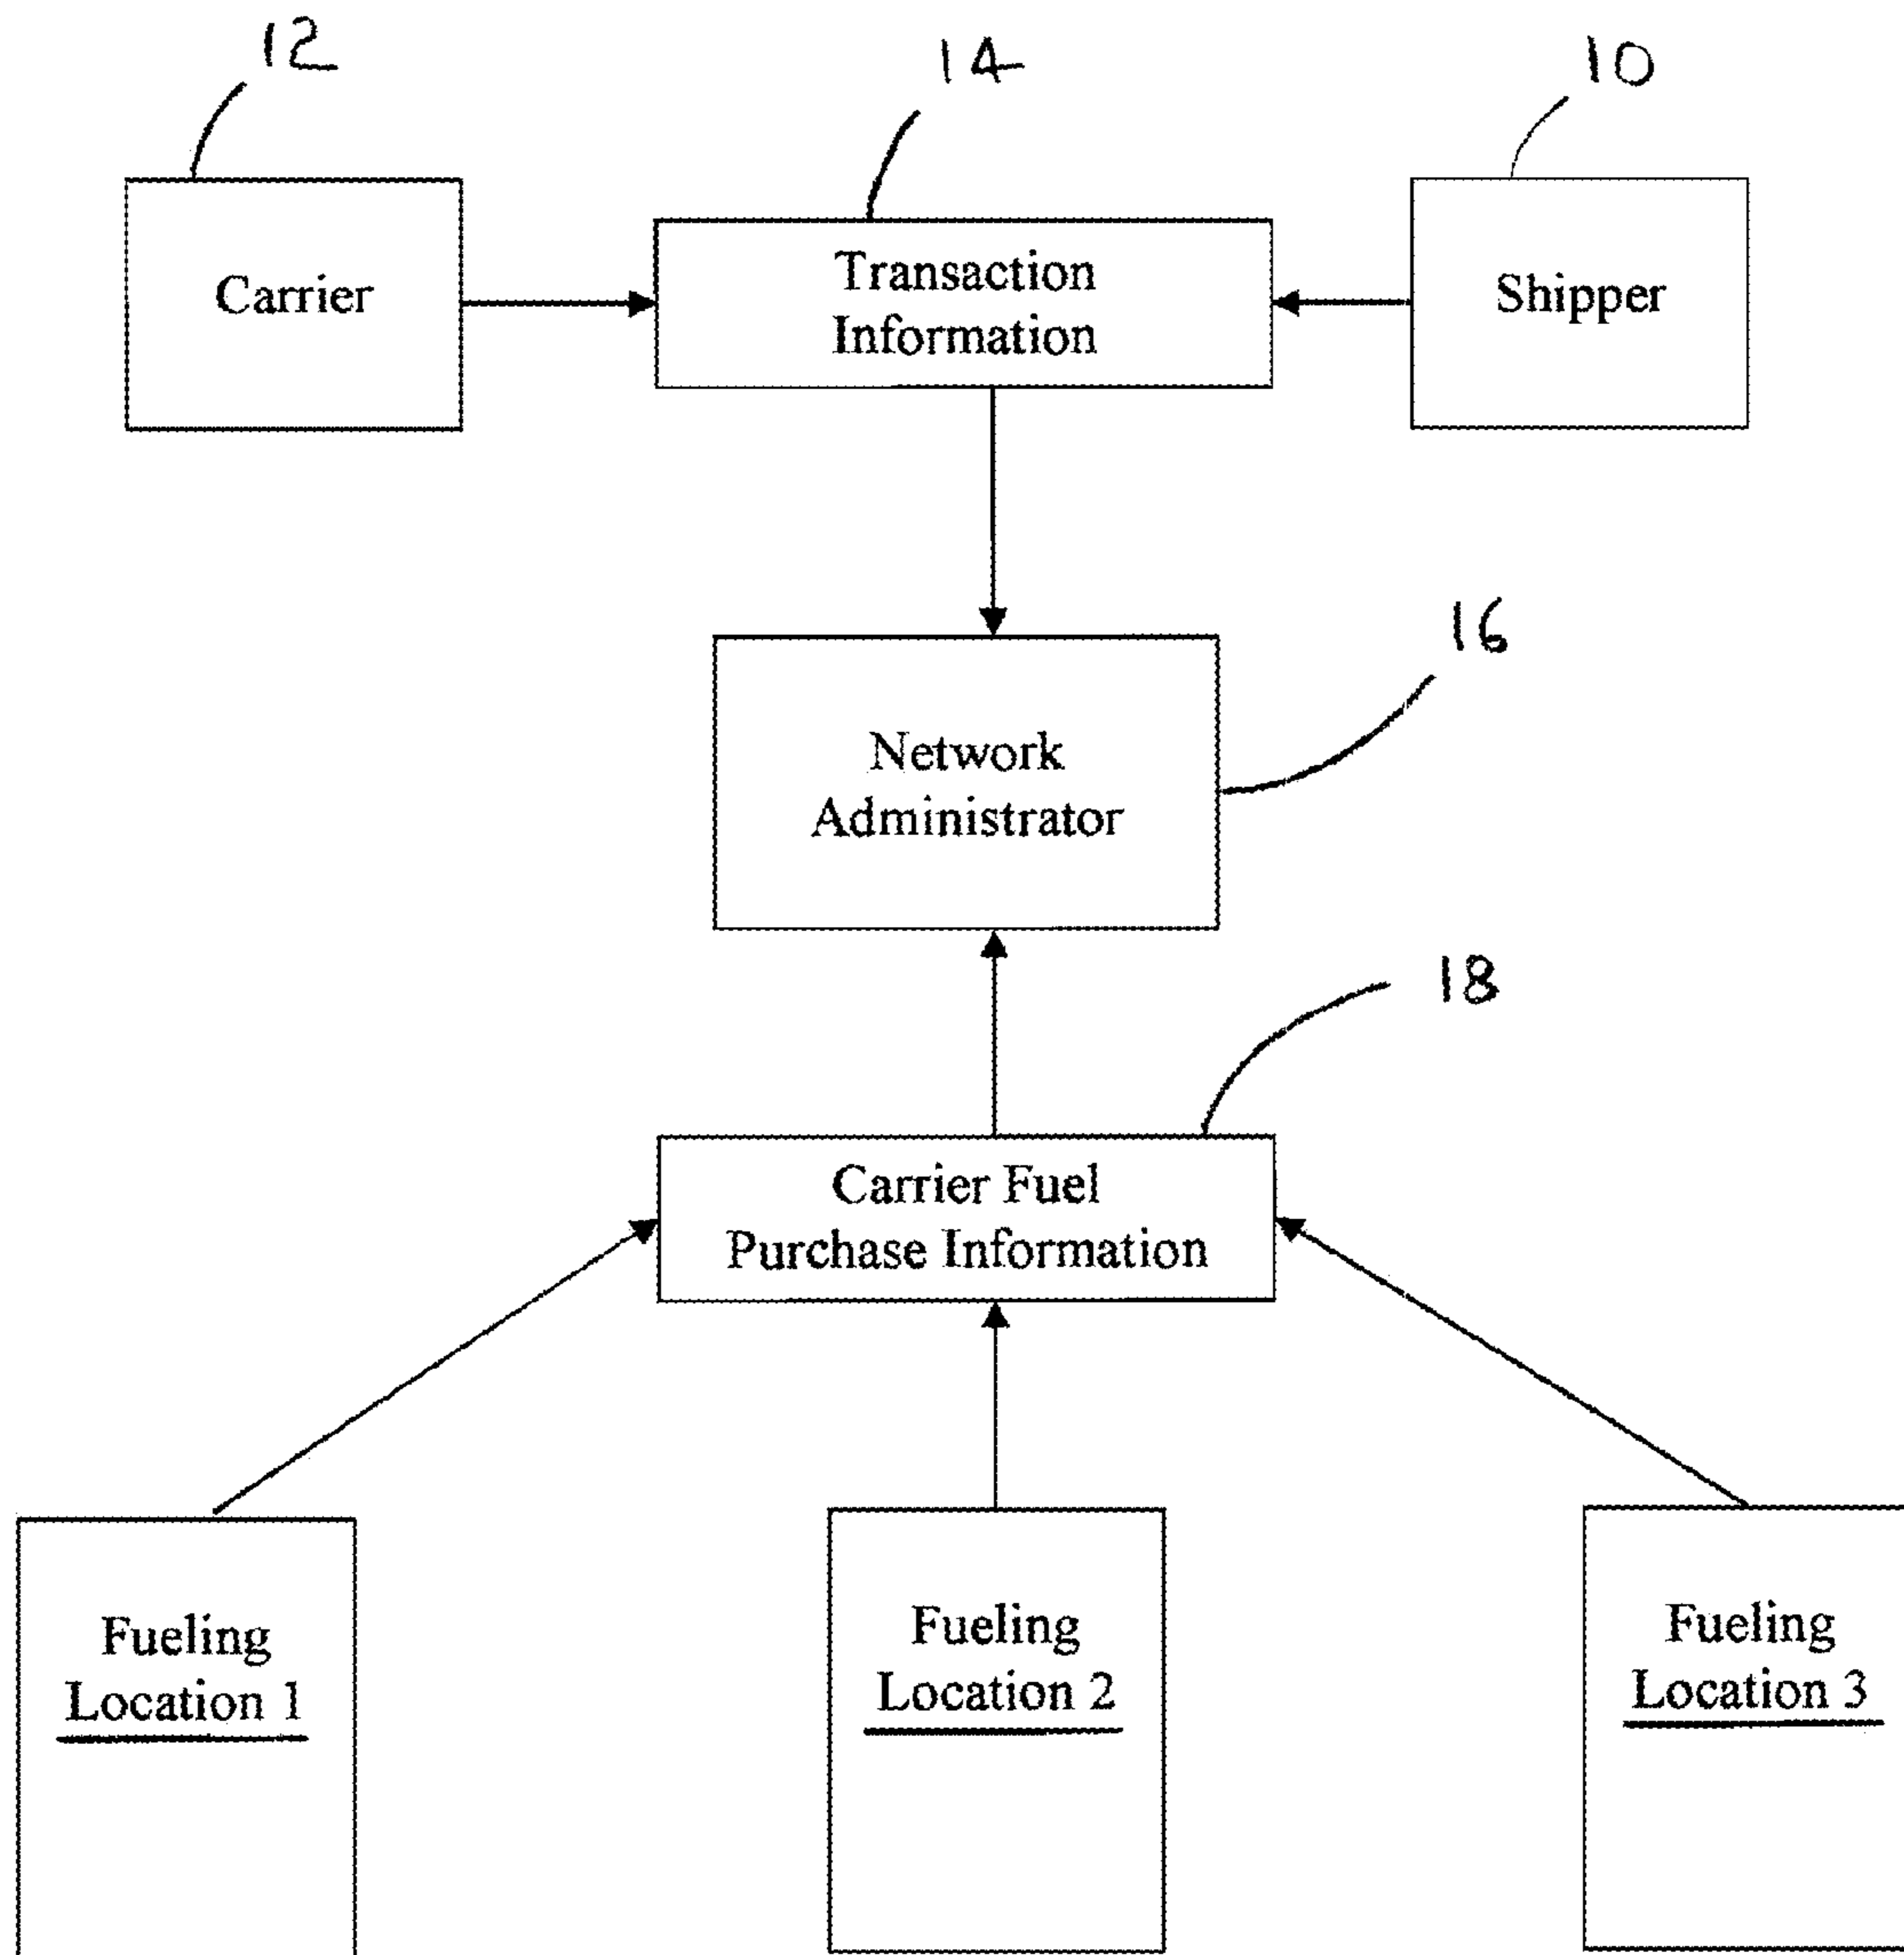 12
14
10
Carrier
Transaction
Information
Shipper
16
Network
Administrator
18
Carrier Fuel
Purchase Information
Fueling
Location 1
Fueling
Location 2
Fueling
Location 3